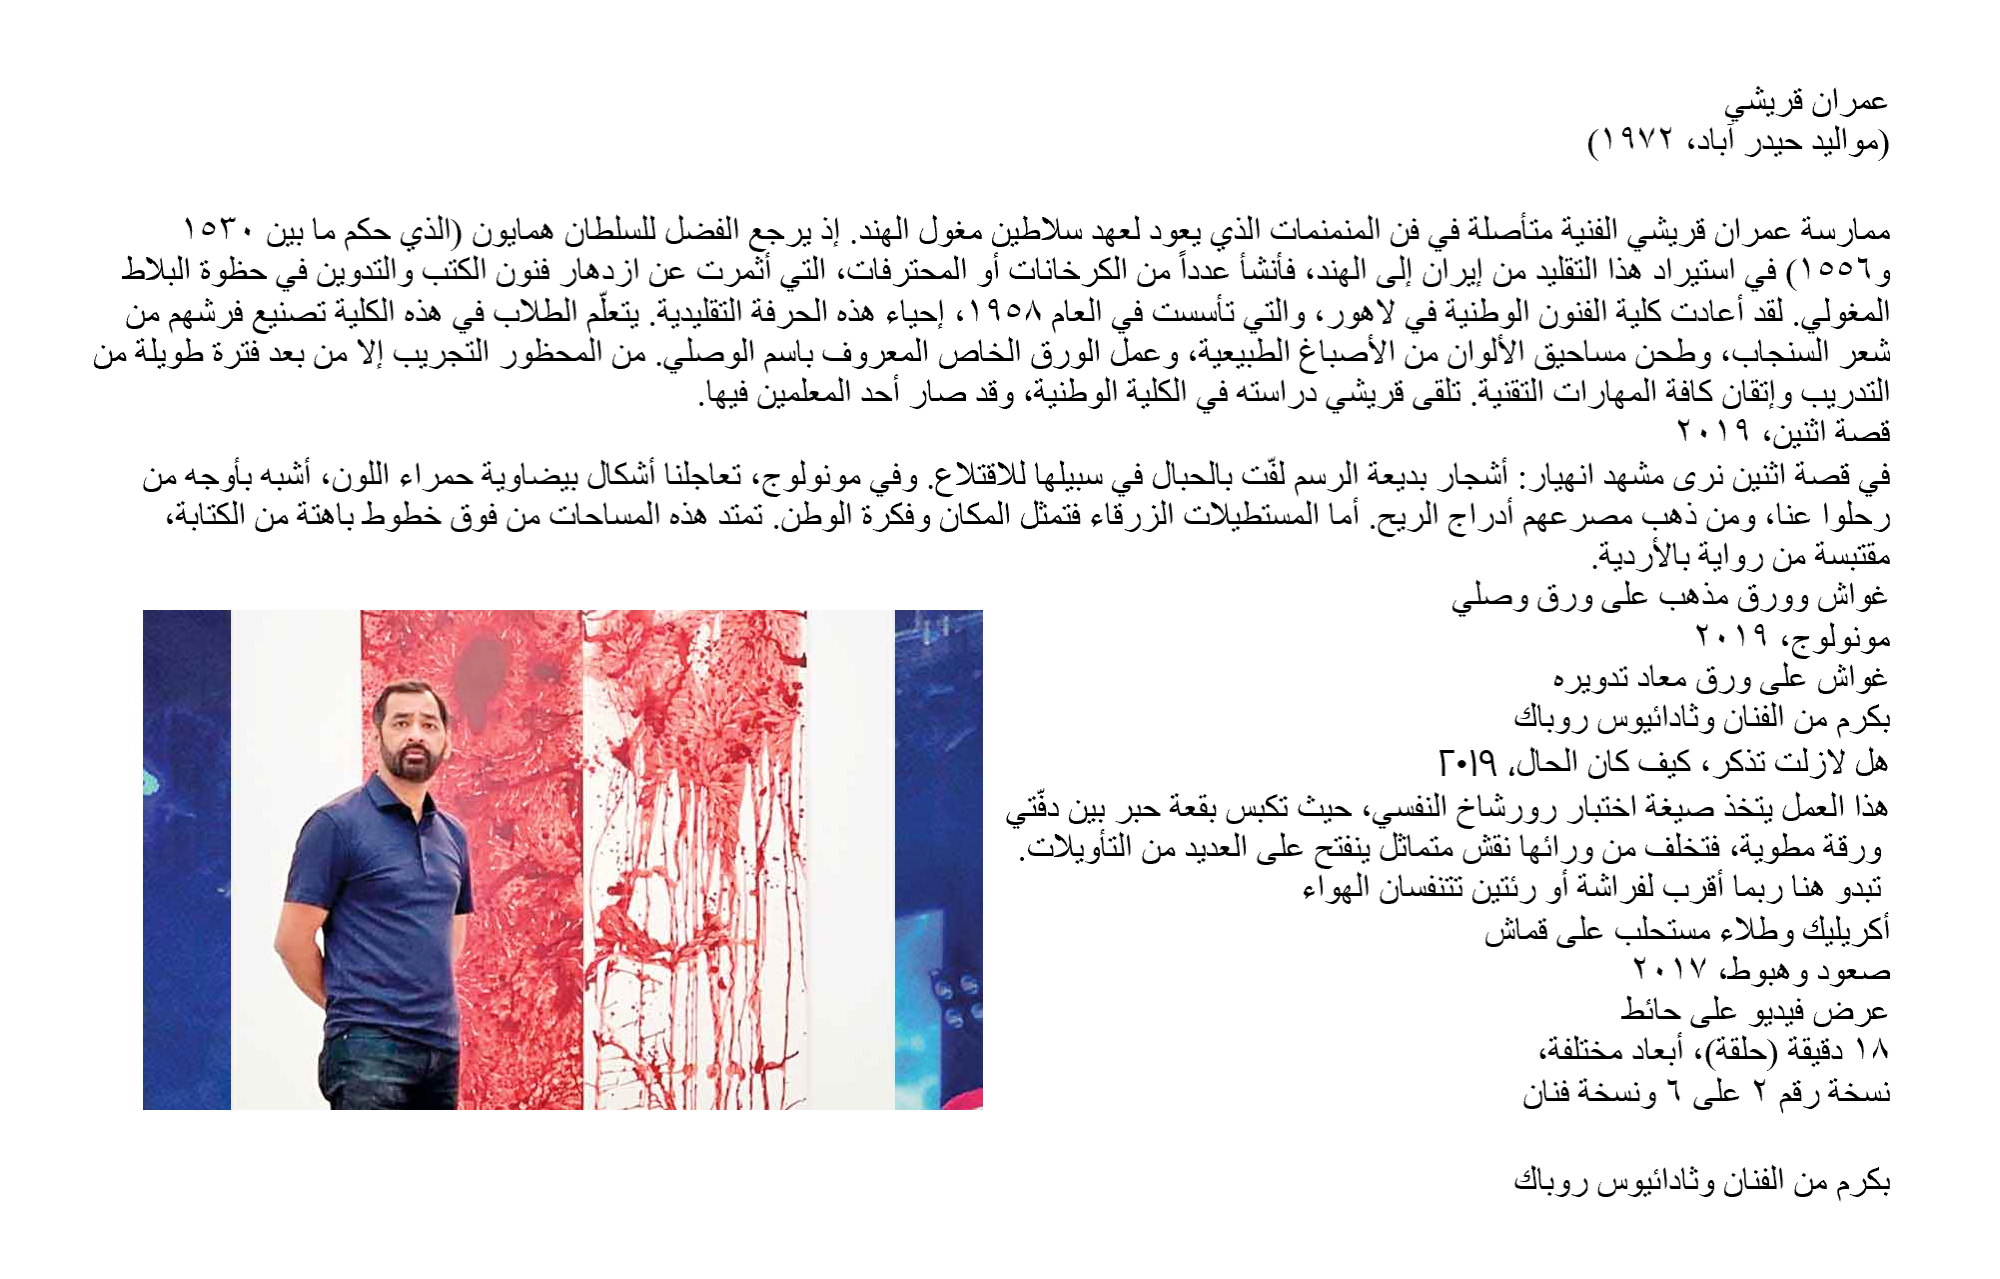 عمران قريشي
(مواليد حيدر آباد، ١٩٧٢)
ممارسة عمران قريشي الفنية متأصلة في فن المنمنمات الذي يعود لعهد سلاطين مغول الهند. إذ يرجع الفضل للسلطان همايون (الذي حكم ما بين ١٥٣٠
و١٥٥٦) في استيراد هذا التقليد من إيران إلى الهند، فأنشأ عدداً من الكرخانات أو المحترفات، التي أثمرت عن ازدهار فنون الكتب والتدوين في حظوة البلاط
المغولي. لقد أعادت كلية الفنون الوطنية في لاهور، والتي تأسست في العام ١٩٥٨، إحياء هذه الحرفة التقليدية. يتعلّم الطلاب في هذه الكلية تصنيع فرشهم من
شعر السنجاب، وطحن مساحيق الألوان من الأصباغ الطبيعية، وعمل الورق الخاص المعروف باسم الوصلي. من المحظور التجريب إلا من بعد فترة طويلة من
التدريب وإتقان كافة المهارات التقنية. تلقى قريشي دراسته في الكلية الوطنية، وقد صار أحد المعلمين فيها.
قصة اثنين، ٢٠١٩
في قصة اثنين نرى مشهد انهيار: أشجار بديعة الرسم لفّت بالحبال في سبيلها للاقتلاع. وفي مونولوج، تعاجلنا أشكال بيضاوية حمراء اللون، أشبه بأوجه من
رحلوا عنا، ومن ذهب مصرعهم أدراج الريح. أما المستطيلات الزرقاء فتمثل المكان وفكرة الوطن. تمتد هذه المساحات من فوق خطوط باهتة من الكتابة،
مقتبسة من رواية بالأردية.
غواش وورق مذهب على ورق وصلي
مونولوج، ٢٠١٩
غواش على ورق معاد تدويره
بكرم من الفنان وثادائيوس روباك
هل لازلت تذكر، كيف كان الحال, ٢٠١٩
هذا العمل يتخذ صيغة اختبار رورشاخ النفسي، حيث تكبس بقعة حبر بين دفّتي
ورقة مطوية، فتخلف من ورائها نقش متماثل ينفتح على العديد من التأويلات.
تبدو هنا ربما أقرب لفراشة أو رئتين تتنفسان الهواء
أكريليك وطلاء مستحلب على قماش
صعود وهبوط، ٢٠١٧
عرض فيديو على حائط
١٨ دقيقة (حلقة)، أبعاد مختلفة،
نسخة رقم ٢ على ٦ ونسخة فنان
بكرم من الفنان وثادائيوس روباك